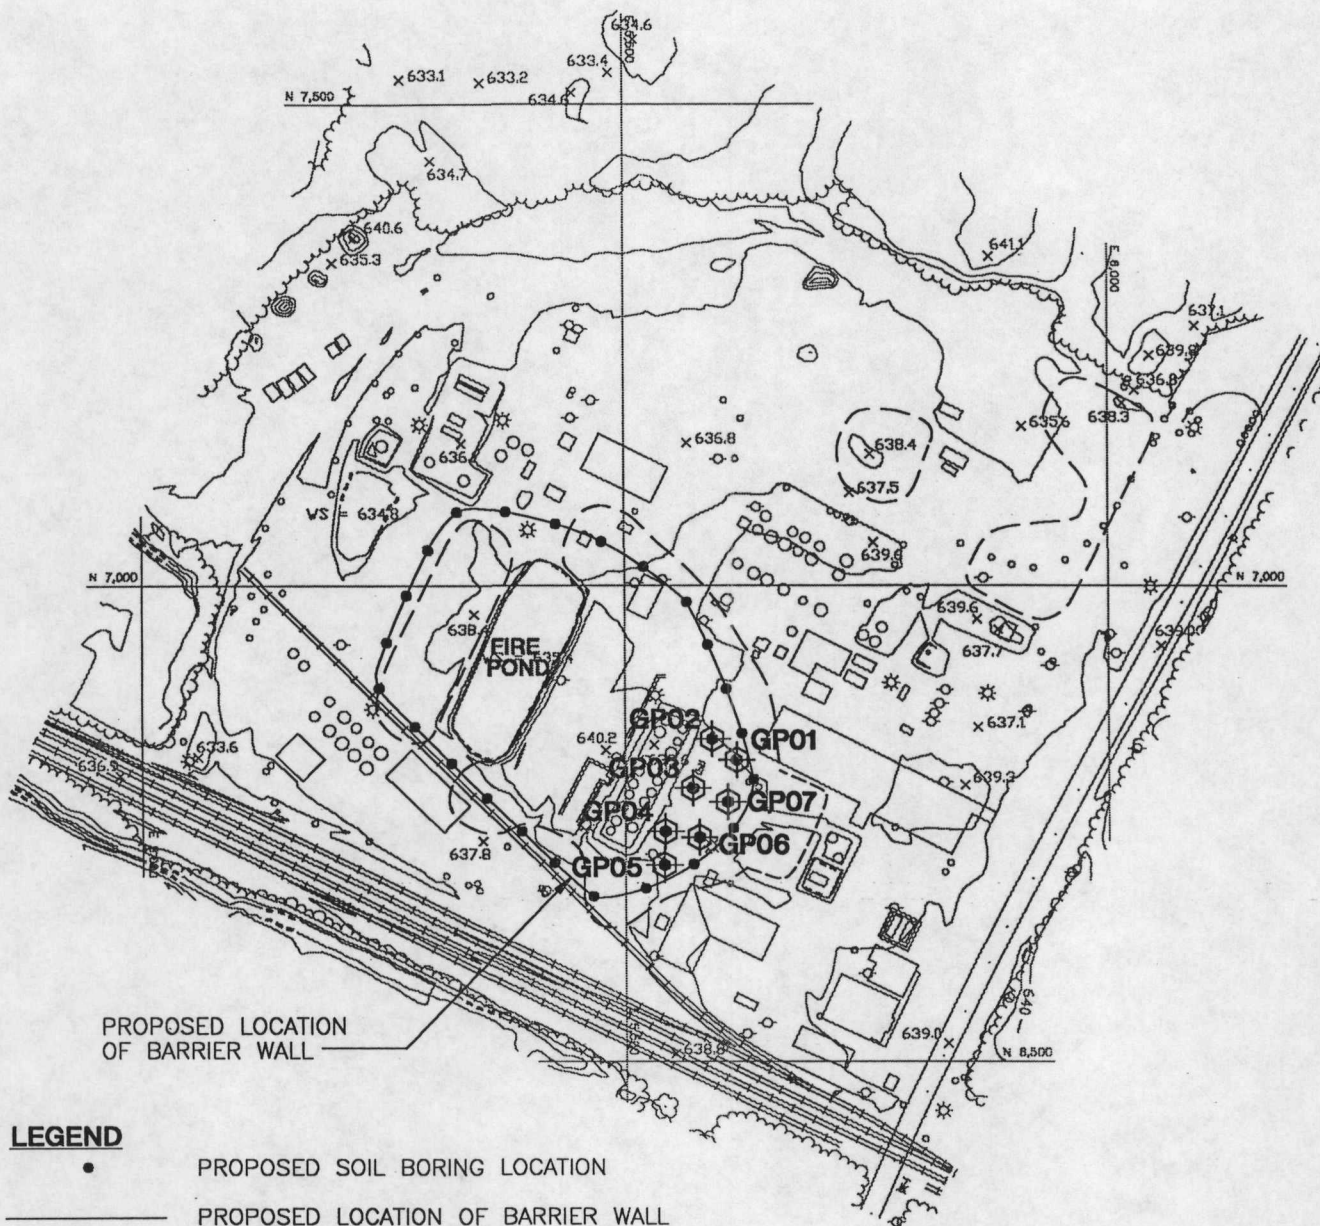 634.6
633.4
633.1
633.2
634.6
N 7,500
634.7
640.6
635.3
641.1
E 6,000
637.1
639.8
636.8
638.3
635.
636.8
638.4
636.
637.5
WS = 634.8
639.6
N 7,000
N 7,000
638.
639.6
637.7
FIRE
POND
635.
GP02
GP01
637.1
633.6
640.2
636.9
GP03
GP07
639.3
GP04
GP06
637.8
GP05
640
PROPOSED LOCATION
OF BARRIER WALL
638.8
639.0
N 6,500
LEGEND
PROPOSED SOIL BORING LOCATION
PROPOSED LOCATION OF BARRIER WALL